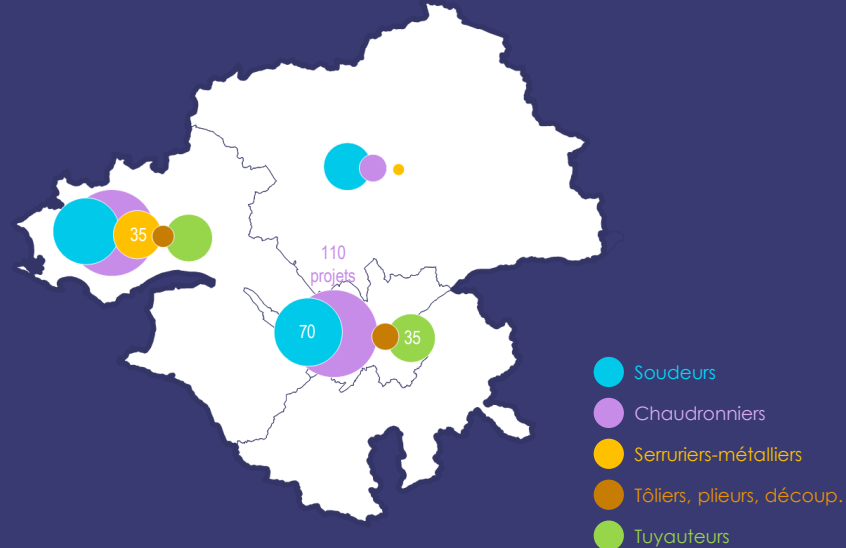 35
110
projets
70
35
Soudeurs
Chaudronniers
Serruriers-métalliers
Tôliers, plieurs, découp.
Tuyauteurs